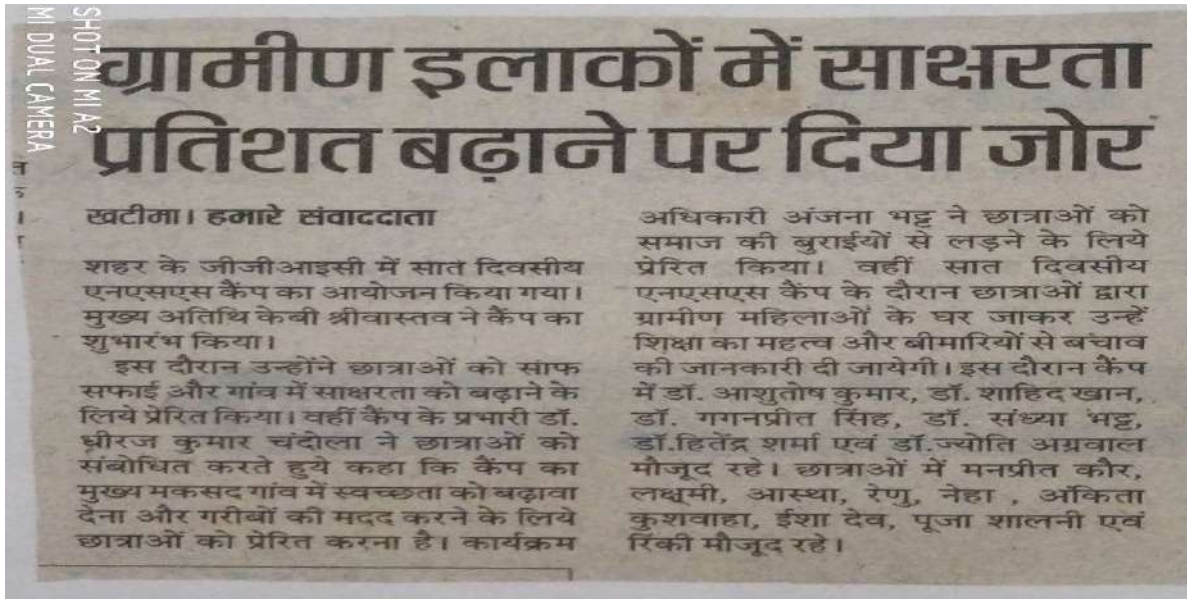 SHOT ON MI A2
MI DUAL CAMERA
ग्रामीण इलाकों में साक्षरता
प्रतिशत बढ़ाने पर दिया जोर
खटीमा। हमारे संवाददाता
शहर के जीजीआइसी में सात दिवसीय
एनएसएस कैंप का आयोजन किया गया।
मुख्य अतिथि केबी श्रीवास्तव ने कैंप का
शुभारंभ किया।
इस दौरान उन्होंने छात्राओं को साफ
सफाई और गांव में साक्षरता को बढ़ाने के
लिये प्रेरित किया। वहीं कैंप के प्रभारी डॉ.
धीरज कुमार चंदोला ने छात्राओं को
संबोधित करते हुये कहा कि कैंप का
मुख्य मकसद गांव में स्वच्छता को बढ़ावा
देना और गरीबों की मदद करने के लिये
छात्राओं को प्रेरित करना है। कार्यक्रम
अधिकारी अंजना भट्ट ने छात्राओं को
समाज की बुराईयों से लड़ने के लिये
प्रेरित किया। वहीं सात दिवसीय
एनएसएस कैंप के दौरान छात्राओं द्वारा
ग्रामीण महिलाओं के घर जाकर उन्हें
शिक्षा का महत्व और बीमारियों से बचाव
की जानकारी दी जायेगी। इस दौरान कैंप
में डॉ. आशुतोष कुमार, डॉ. शाहिद खान,
डॉ. गगनप्रीत सिंह, डॉ. संध्या भट्ट,
डॉ.हितेंद्र शर्मा एवं डॉ.ज्योति अग्रवाल
मौजूद रहे। छात्राओं में मनप्रीत कौर,
लक्ष्मी, आस्था, रेणु, नेहा , अंकिता
कुशवाहा, ईशा देव, पूजा शालनी एवं
रिंकी मौजूद रहे।